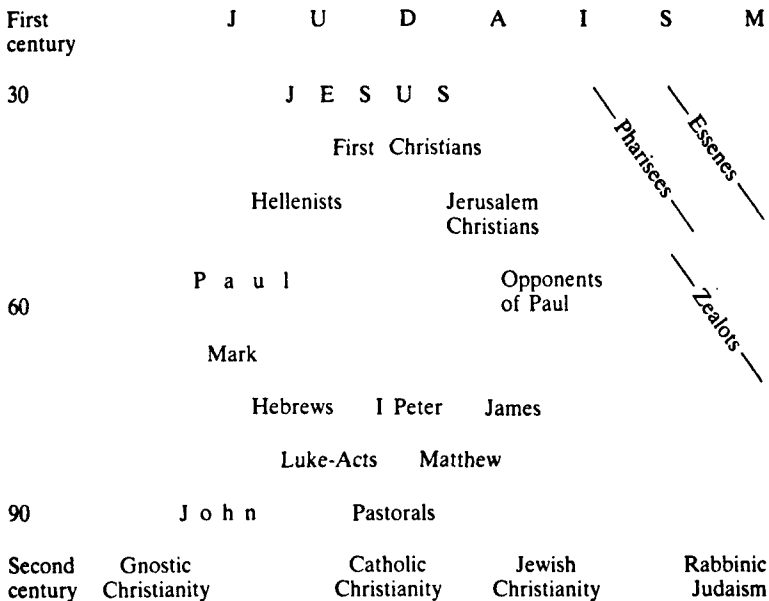 First century J U D A I S M
30 J E S U S
Pharisees
Essenes
First Christians
Hellenists Jerusalem Christians
P a u l Opponents of Paul
60
Zealots
Mark
Hebrews I Peter James
Luke-Acts Matthew
90 J o h n Pastorals
Second Gnostic Catholic Jewish Rabbinic
century Christianity Christianity Christianity Judaism